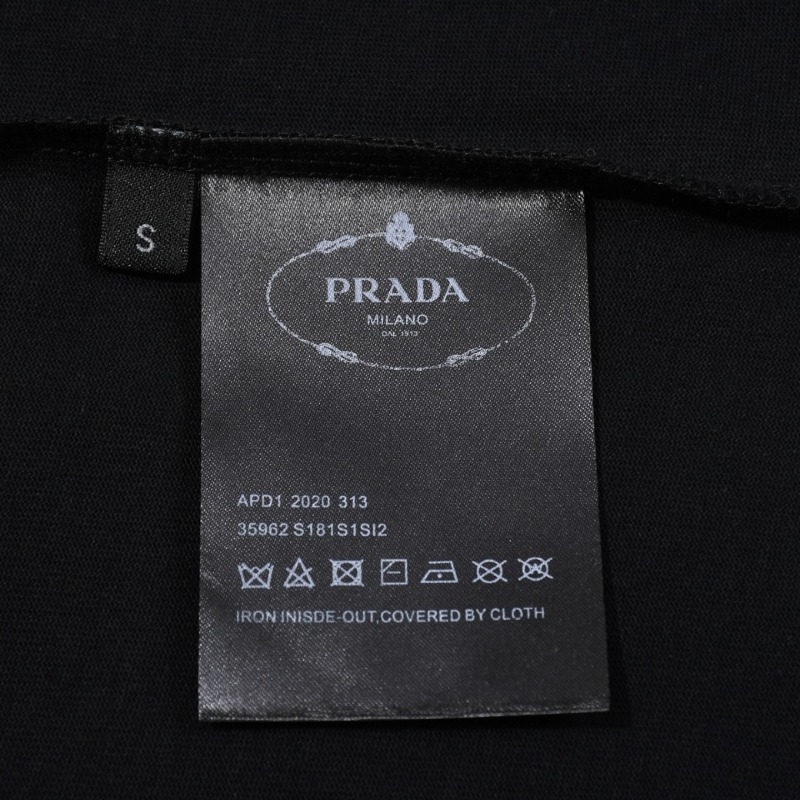 S
PRADA
MILANO
DAL 1913
APD1 2020 313
35962 S181S1SI2
IRON INISDE-OUT,COVERED BY CLOTH